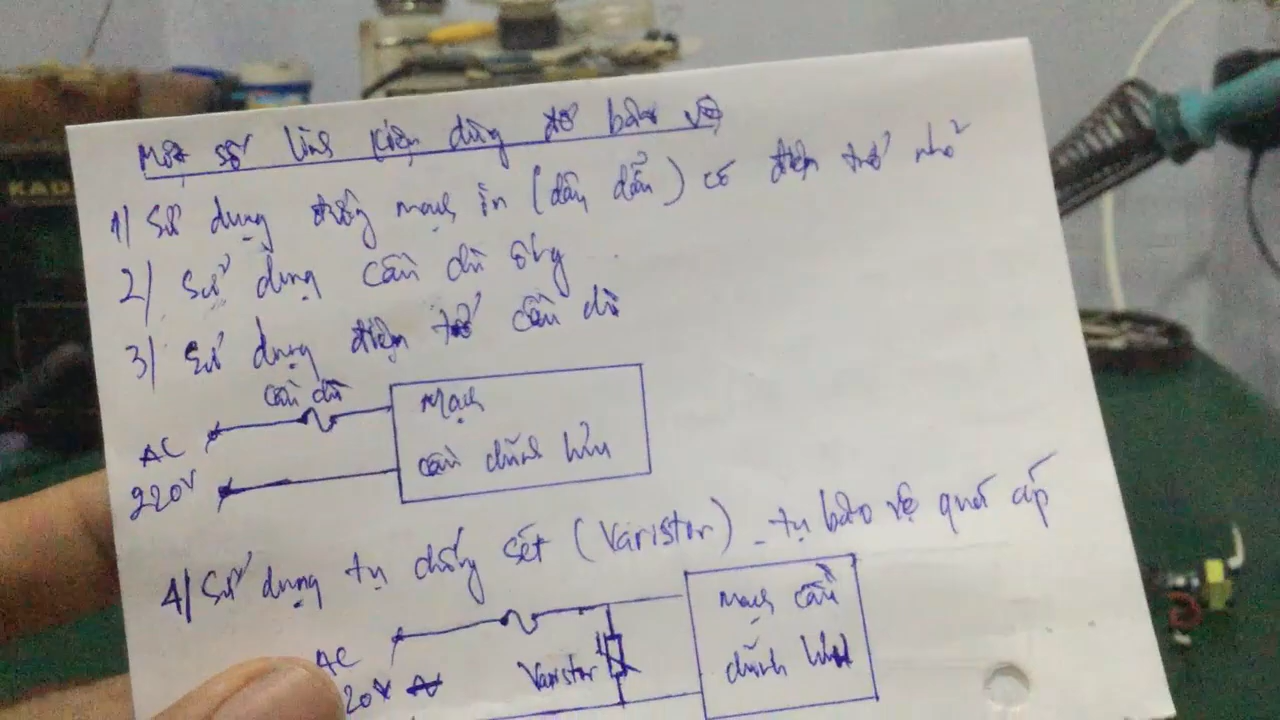 Một số linh kiện dùng để bảo vệ
1/ Sử dụng đường mạch in (dây dẫn) có điện trở nhỏ
2/ Sử dụng cầu chì ống
3/ Sử dụng điện trở cầu chì
cầu chì
Mạch
AC
cầu chỉnh lưu
220V
4/ Sử dụng tụ chống sét (Varistor) - tụ bảo vệ quá áp
mạch cầu
chỉnh lưu
AC
20V
Varistor